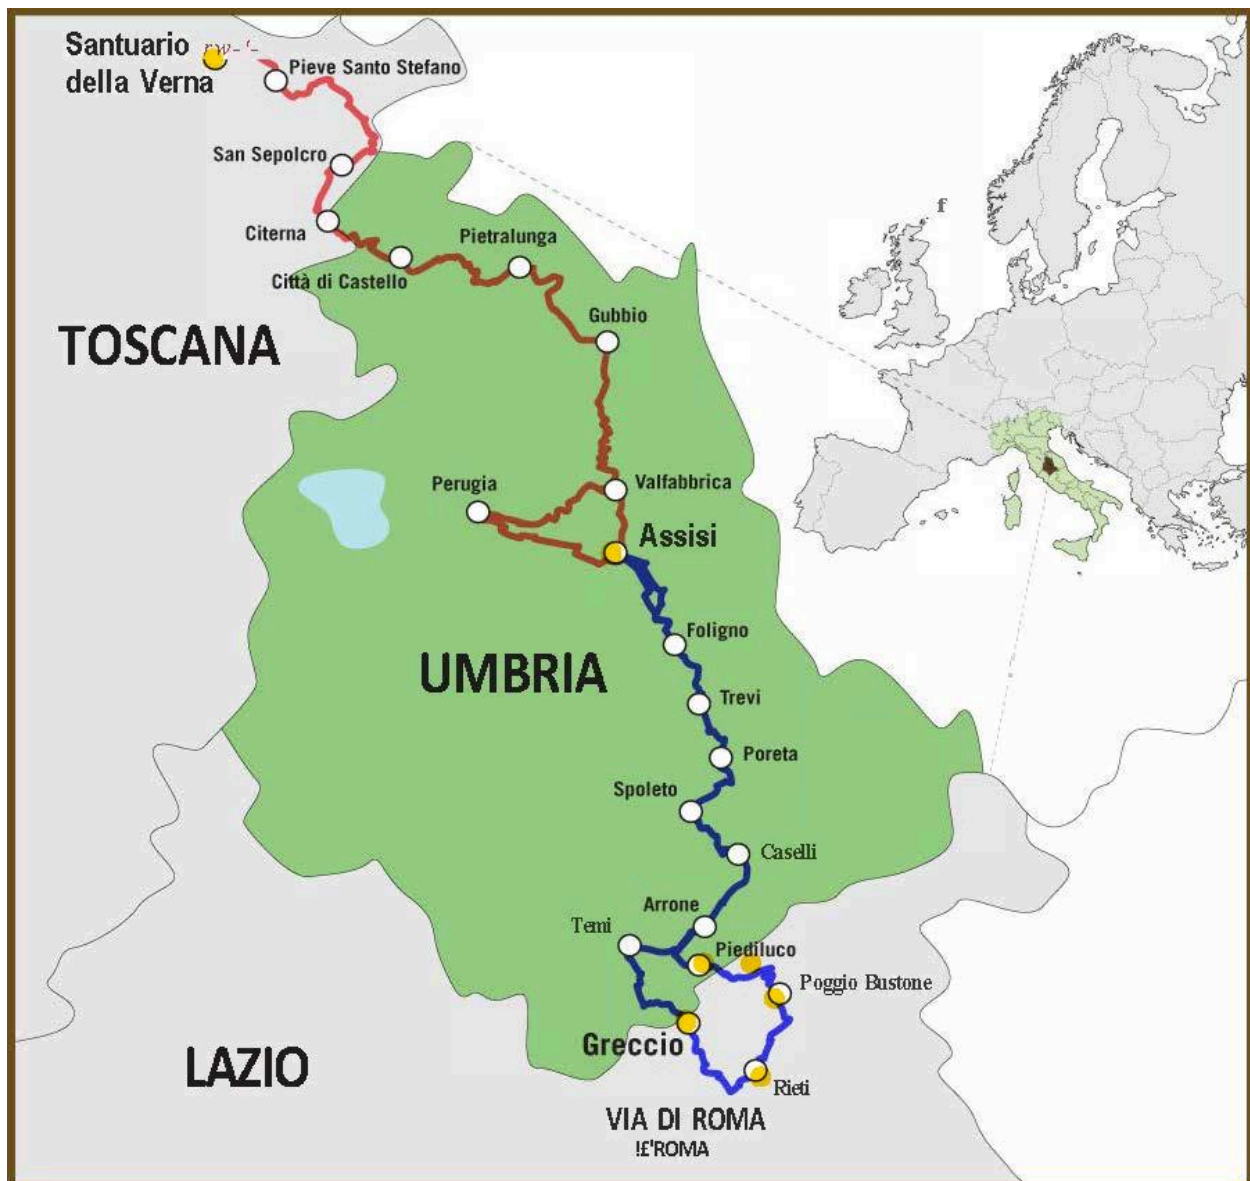 Santuario
della Verna
Pieve Santo Stefano
San Sepolcro
Citerna
Città di Castello
Pietralunga
Gubbio
TOSCANA
Perugia
Valfabbrica
Assisi
Foligno
UMBRIA
Trevi
Poreta
Spoleto
Caselli
Arrone
Temi
Piediluco
Poggio Bustone
Greccio
LAZIO
Rieti
VIA DI ROMA
!£'ROMA
f